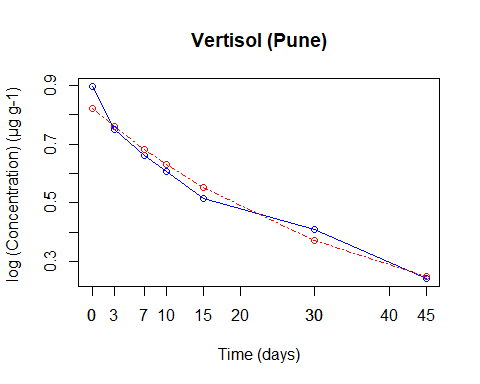 Vertisol (Pune)
log (Concentration) (µg g-1)
0.9
0.7
0.5
0.3
0 3 7 10 15 20 30 40 45
Time (days)